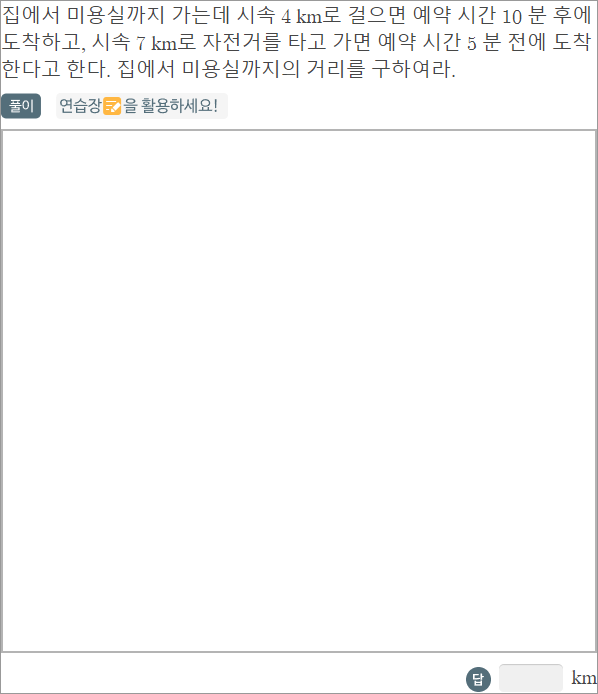 집에서 미용실까지 가는데 시속 4 km로 걸으면 예약 시간 10 분 후에
도착하고, 시속 7 km로 자전거를 타고 가면 예약 시간 5 분 전에 도착
한다고 한다. 집에서 미용실까지의 거리를 구하여라.
풀이 연습장을 활용하세요!
답 km